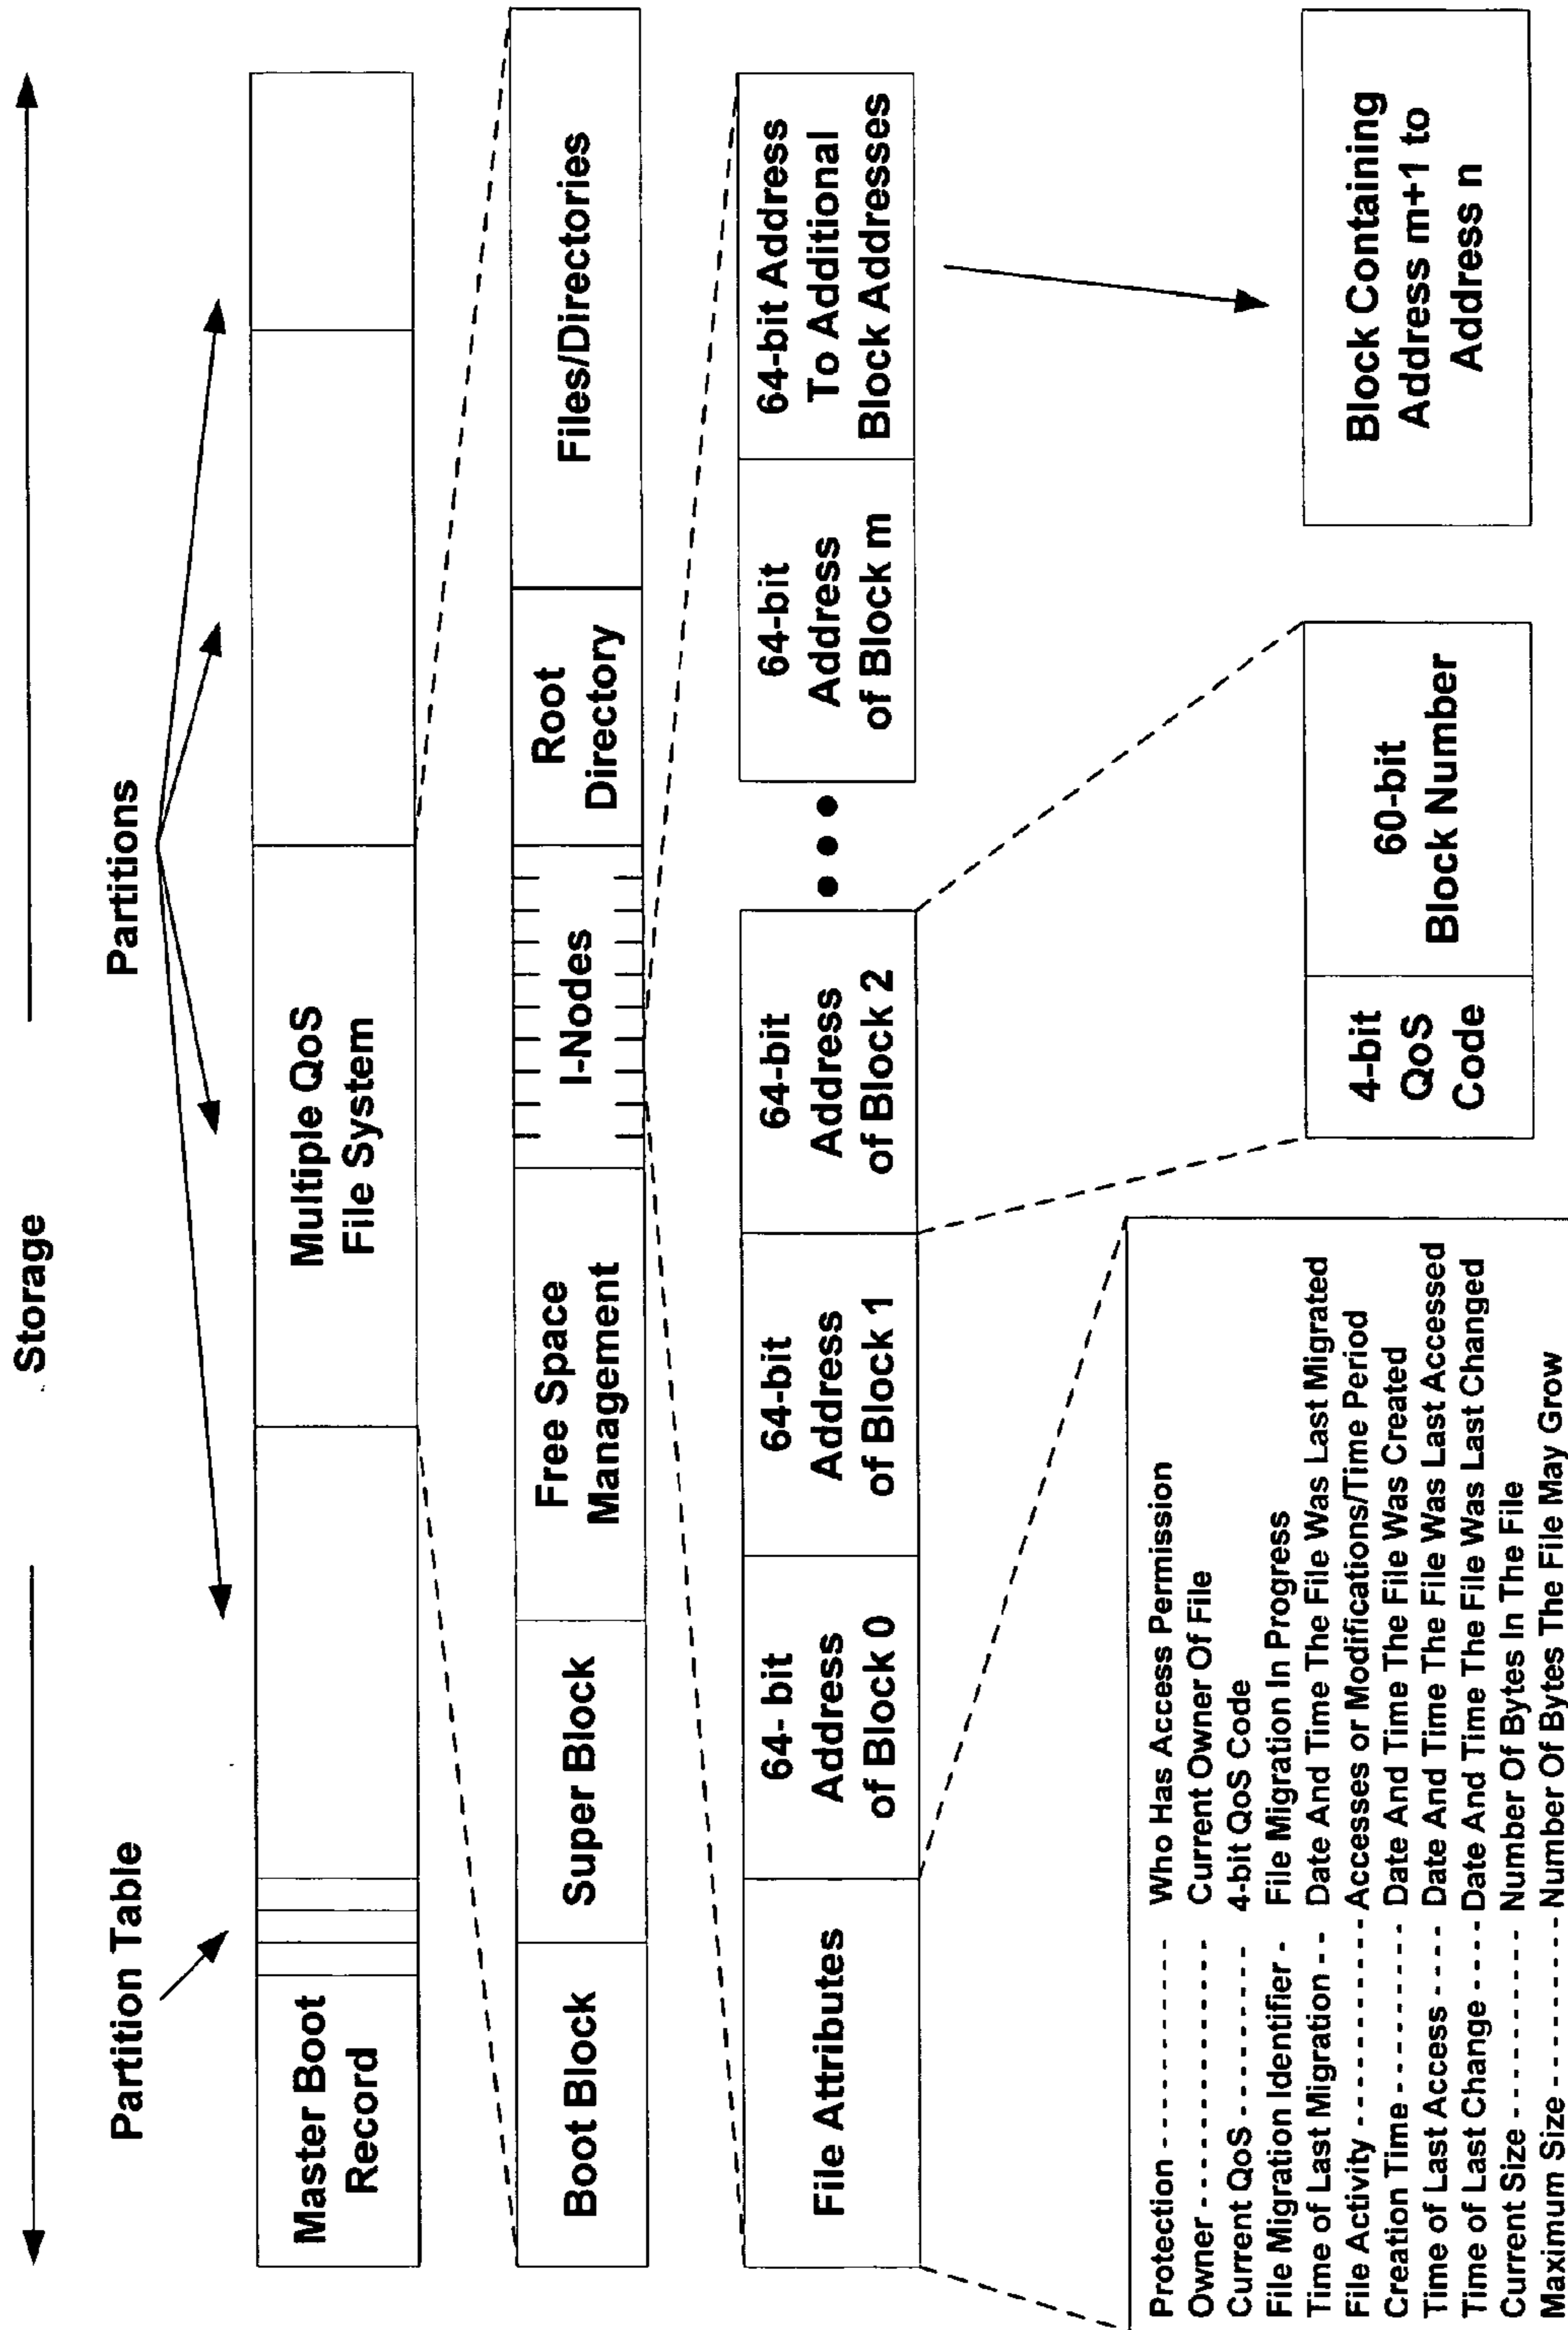 Storage
Partition Table
Partitions
Master Boot
Record
Multiple QoS
File System
Boot Block
Super Block
Free Space
Management
I-Nodes
Root
Directory
Files/Directories
File Attributes
64- bit
Address
of Block 0
64-bit
Address
of Block 1
64-bit
Address
of Block 2
64-bit
Address
of Block m
64-bit Address
To Additional
Block Addresses
4-bit
QoS
Code
60-bit
Block Number
Block Containing
Address m+1 to
Address n
Protection ----------- Who Has Access Permission
Owner -------------- Current Owner Of File
Current QoS --------- 4-bit QoS Code
File Migration Identifier - File Migration In Progress
Time of Last Migration -- Date And Time The File Was Last Migrated
File Activity ----------- Accesses or Modifications/Time Period
Creation Time --------- Date And Time The File Was Created
Time of Last Access ---- Date And Time The File Was Last Accessed
Time of Last Change ---- Date And Time The File Was Last Changed
Current Size ---------- Number Of Bytes In The File
Maximum Size --------- Number Of Bytes The File May Grow